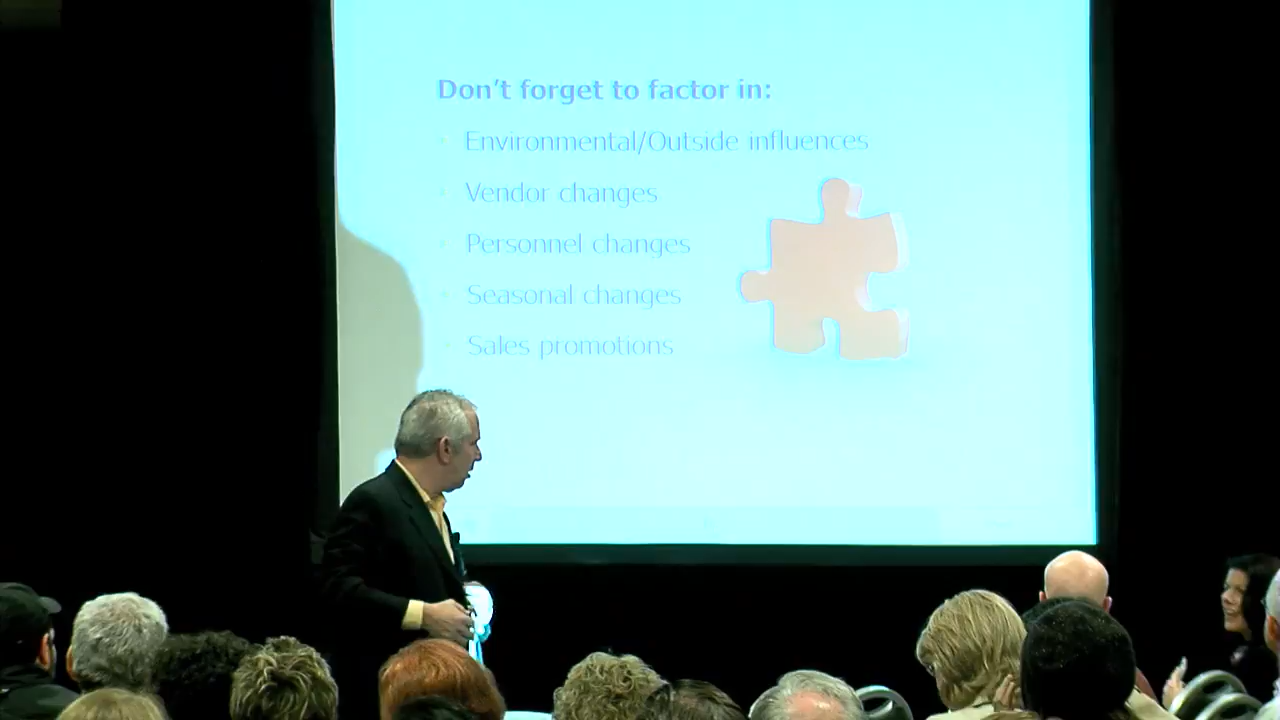 Don't forget to factor in:
Environmental/Outside influences
Vendor changes
Personnel changes
Seasonal changes
Sales promotions